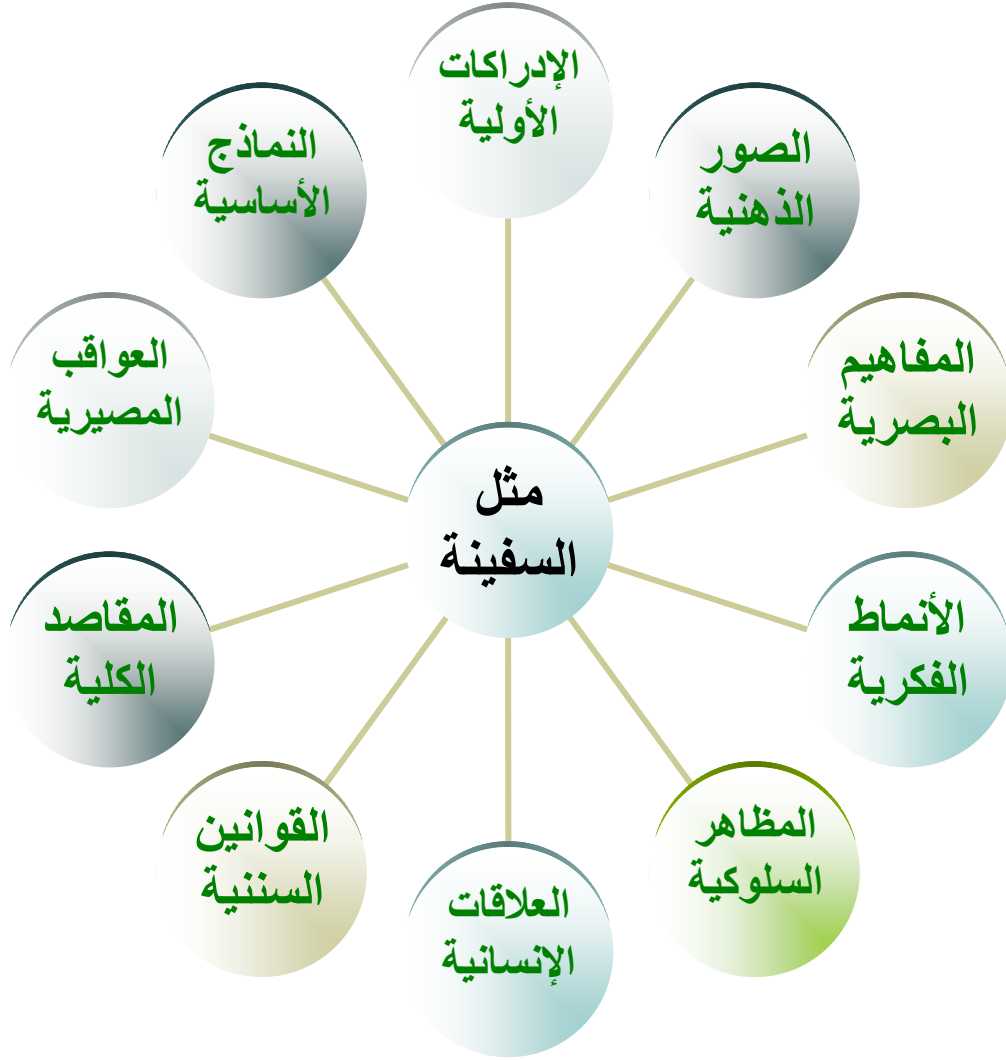 الإدراكات
الأولية
الصور
الذهنية
المفاهيم
البصرية
الأنماط
الفكرية
المظاهر
السلوكية
العلاقات
الإنسانية
القوانين
السننية
المقاصد
الكلية
العواقب
المصيرية
النماذج
الأساسية
مثل
السفينة